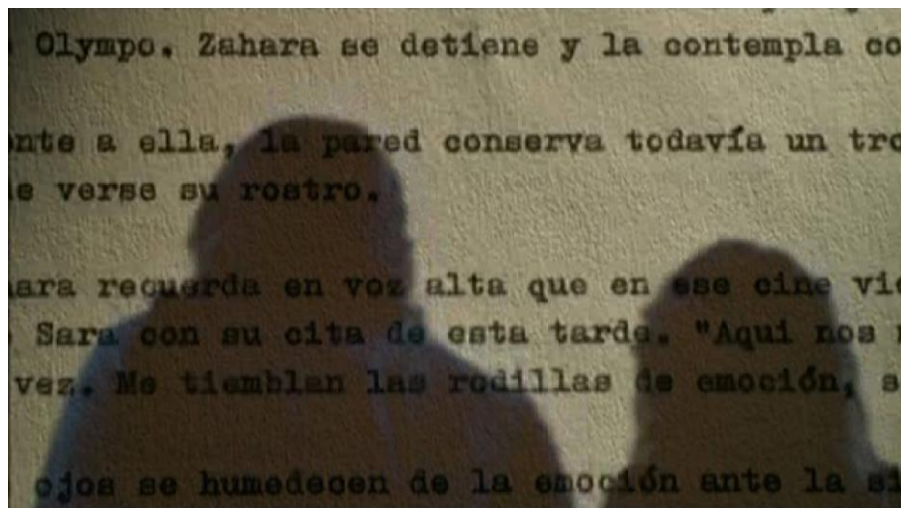 Olympo. Zahara se detiene y la contempla co
nte a ella, la pared conserva todavía un tro
e verse su rostro.
ara recuerda en voz alta que en ese cine vi
Sara con su cita de esta tarde. "Aqui nos
vez. Me tiemblan las rodillas de emoción, s
ojos se humedecen de la emoción ante la si